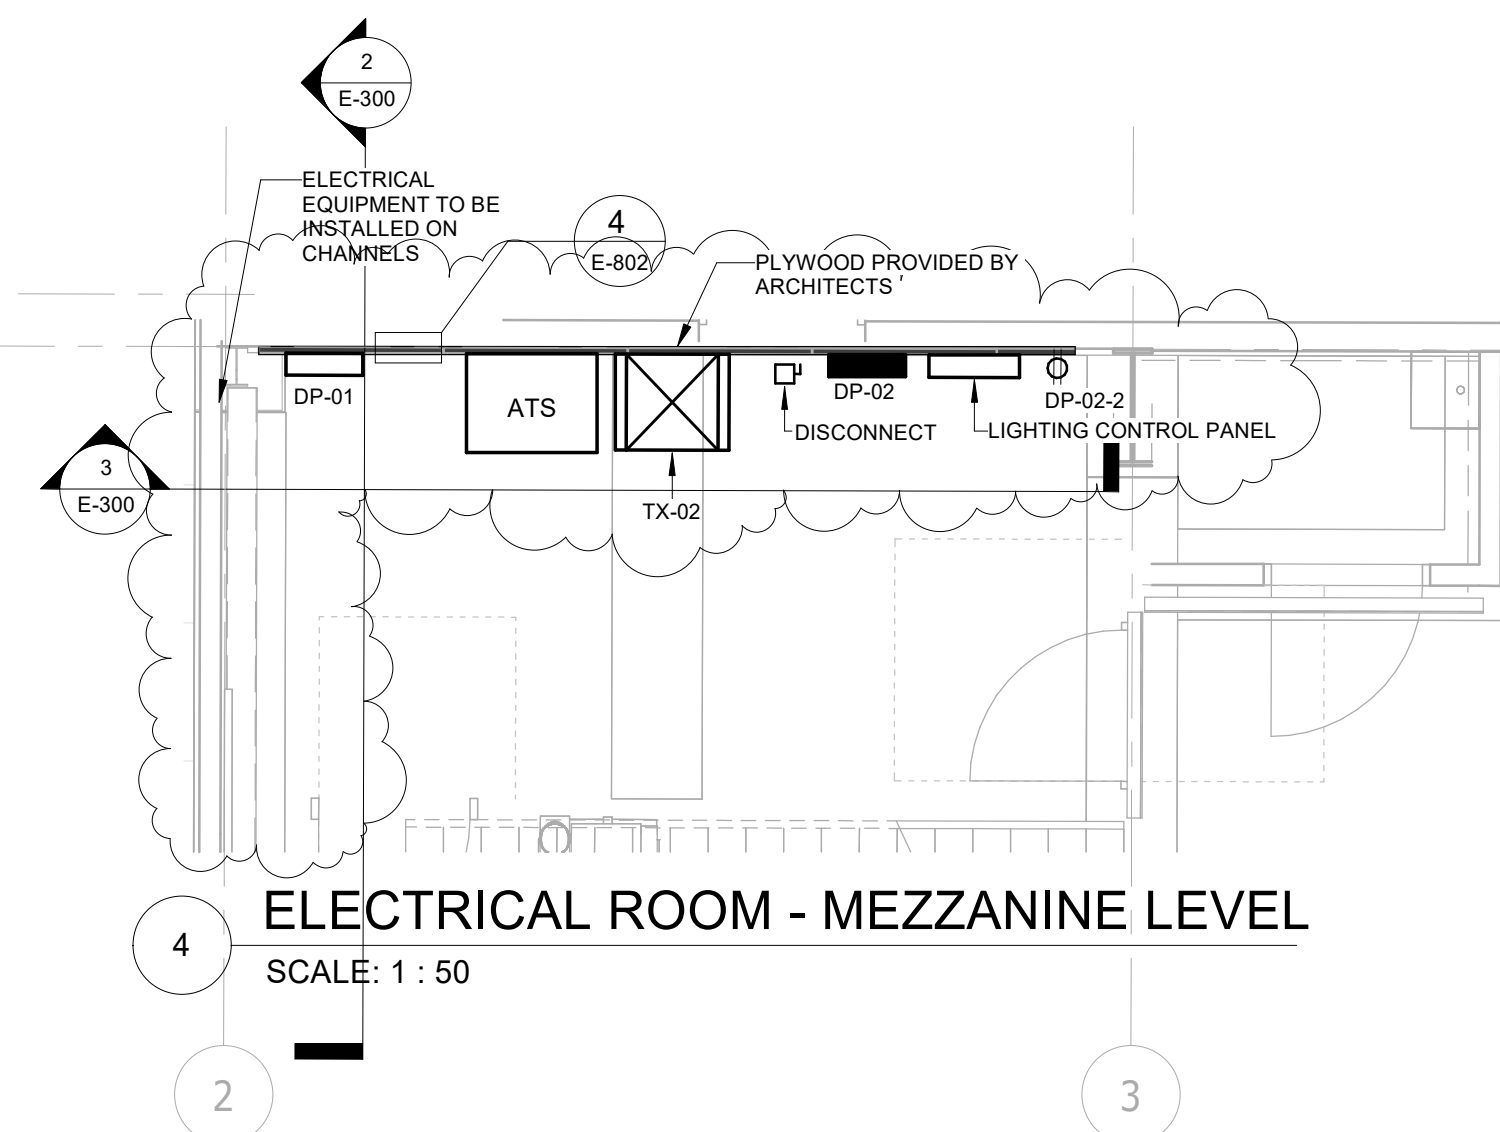 2
E-300
ELECTRICAL
EQUIPMENT TO BE
INSTALLED ON
CHANNELS
4
E-802
PLYWOOD PROVIDED BY
ARCHITECTS
DP-01
ATS
DP-02
DP-02-2
DISCONNECT
LIGHTING CONTROL PANEL
3
E-300
TX-02
ELECTRICAL ROOM - MEZZANINE LEVEL
4
SCALE: 1 : 50
2
3